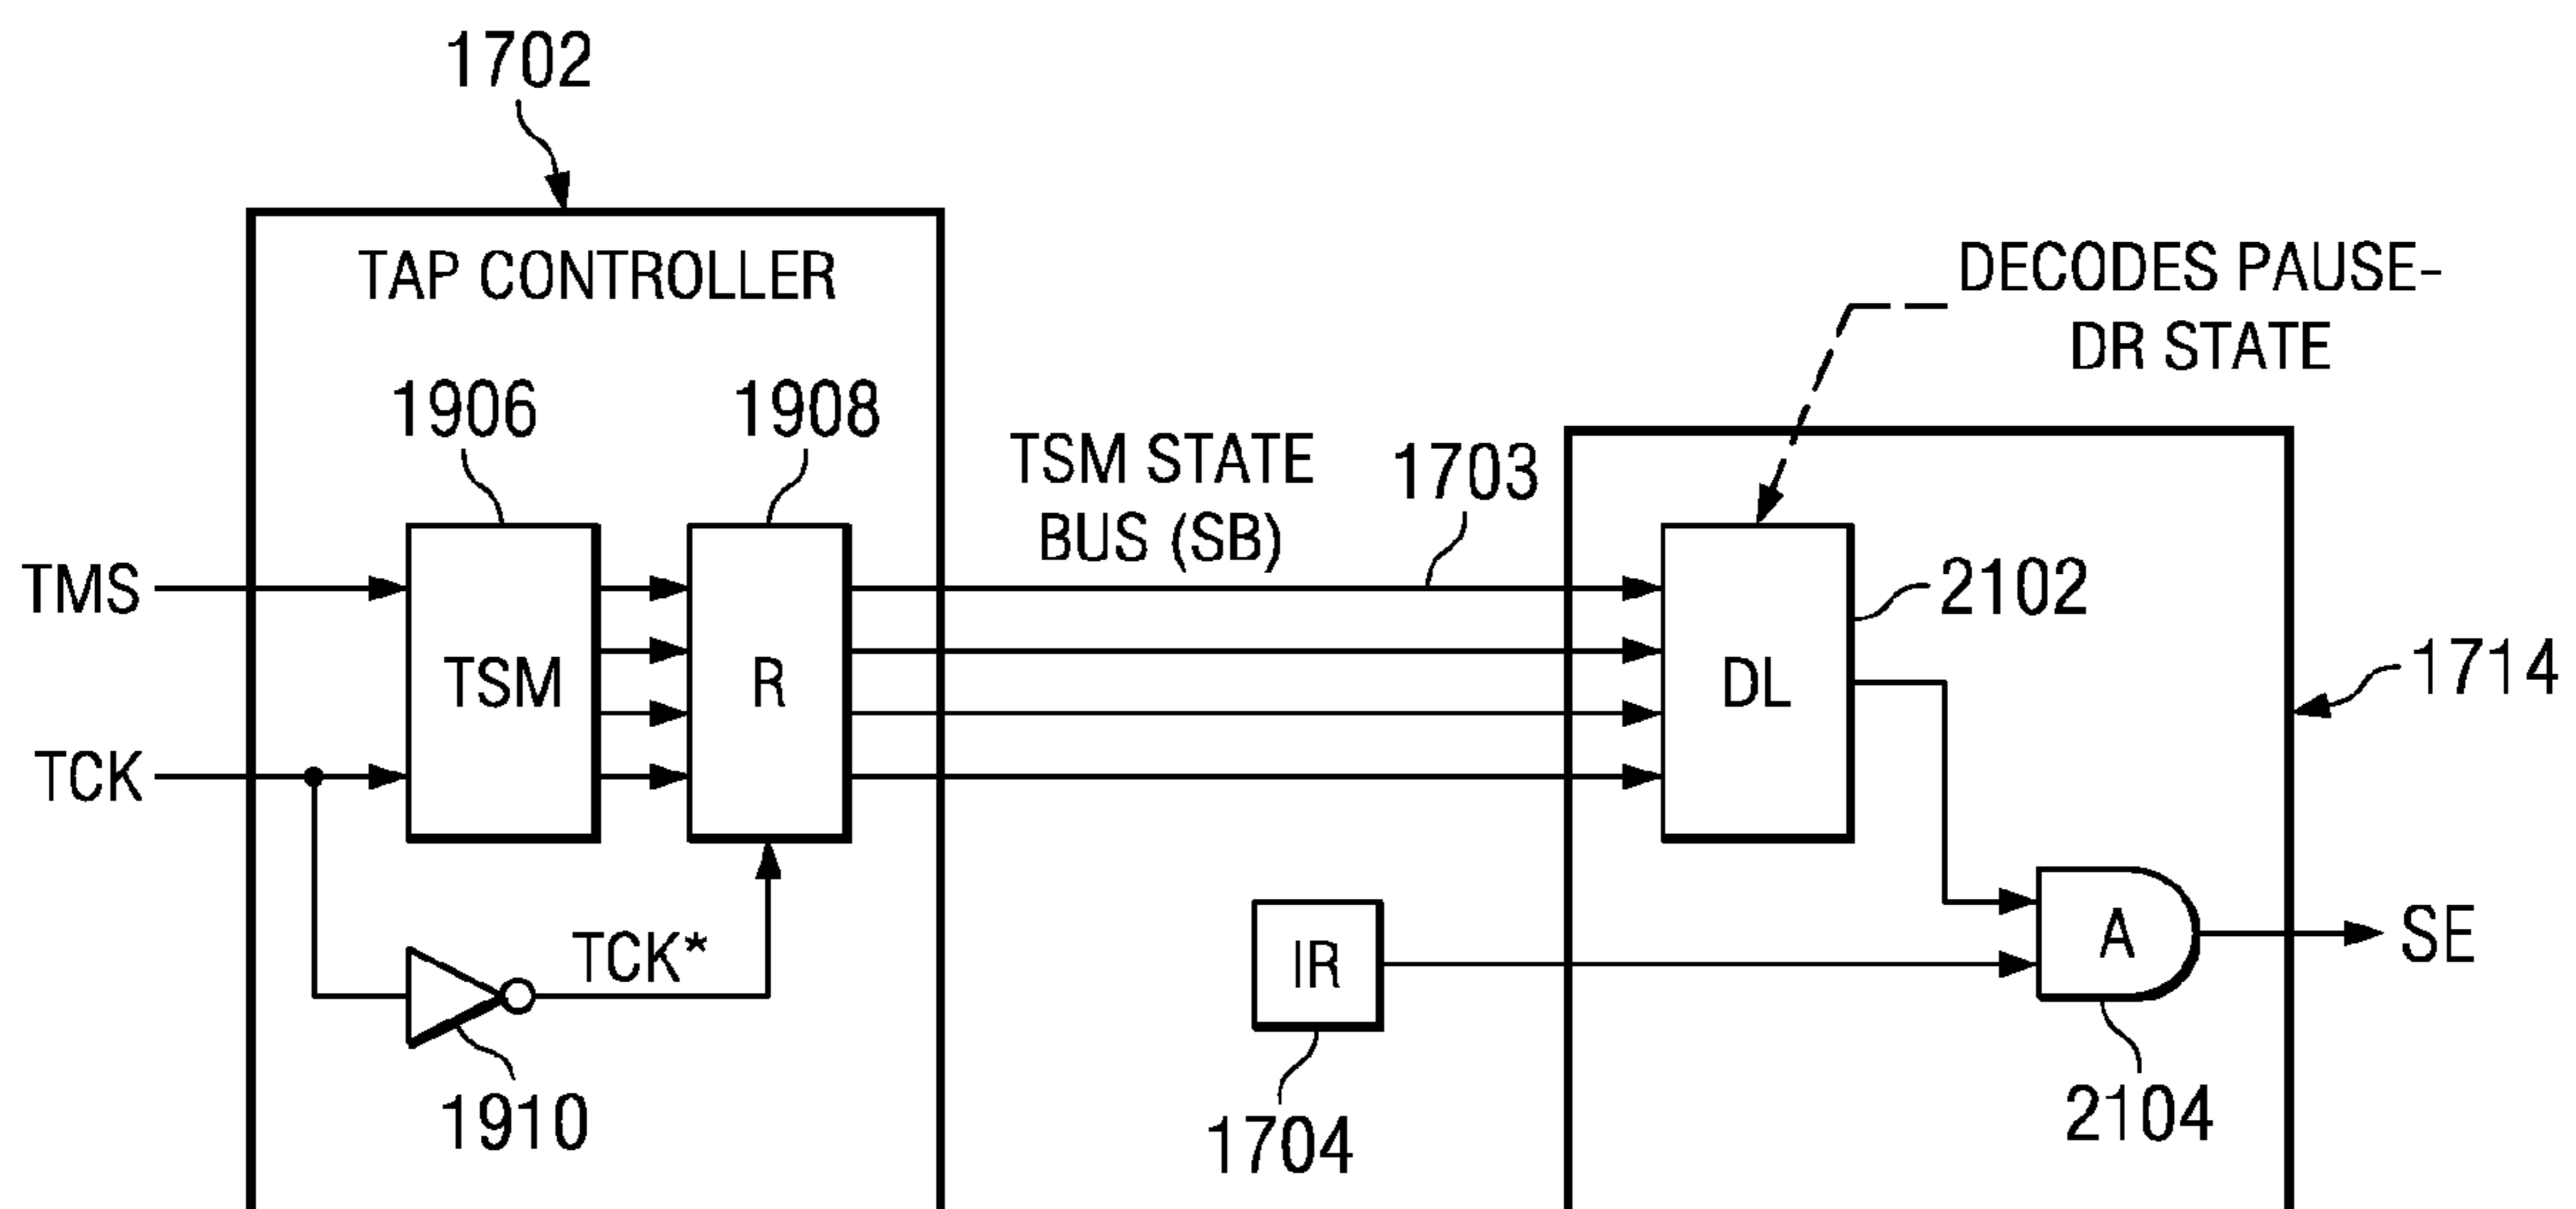 1702
TAP CONTROLLER
DECODES PAUSE-
DR STATE
1906
1908
TSM STATE
BUS (SB)
1703
TMS
TSM
R
DL
2102
1714
TCK
TCK*
IR
A
SE
1910
1704
2104